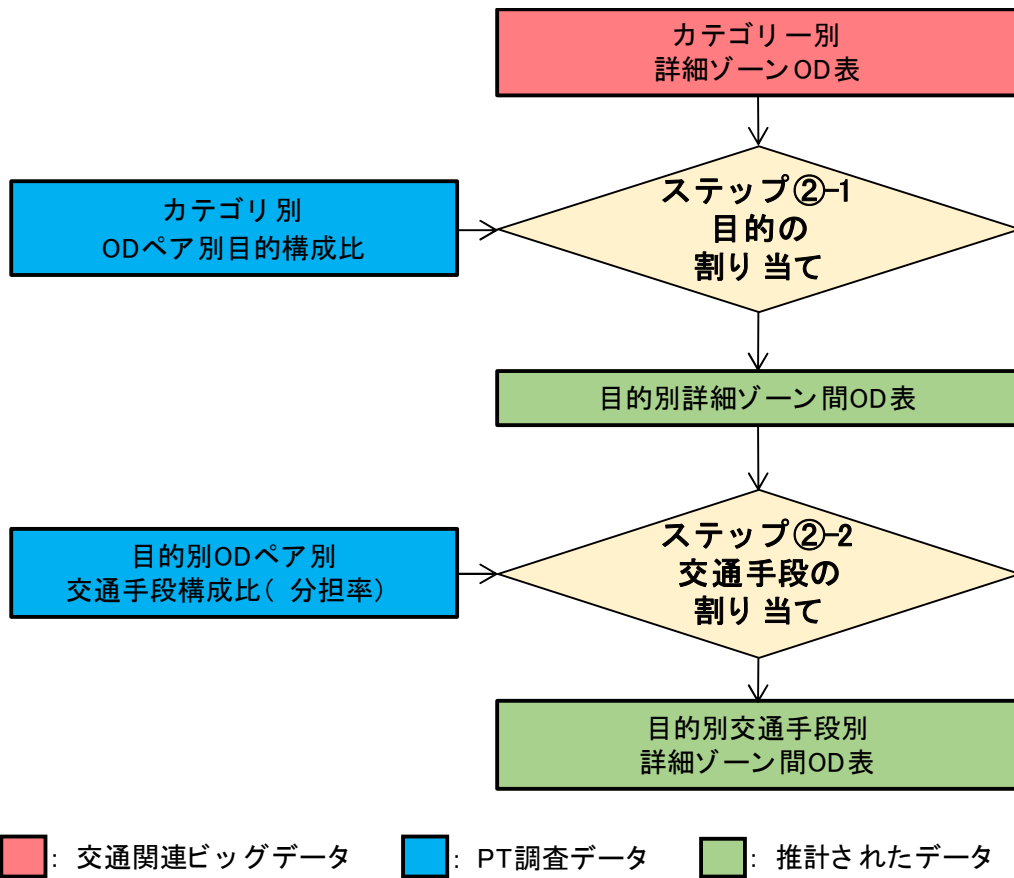 カテゴリー別
詳細ゾーンOD表
ステップ②-1
目的の
割り当て
カテゴリ別
ODペア別目的構成比
目的別詳細ゾーン間OD表
ステップ②-2
交通手段の
割り当て
目的別ODペア別
交通手段構成比(分担率)
目的別交通手段別
詳細ゾーン間OD表
：交通関連ビッグデータ ：PT調査データ ：推計されたデータ